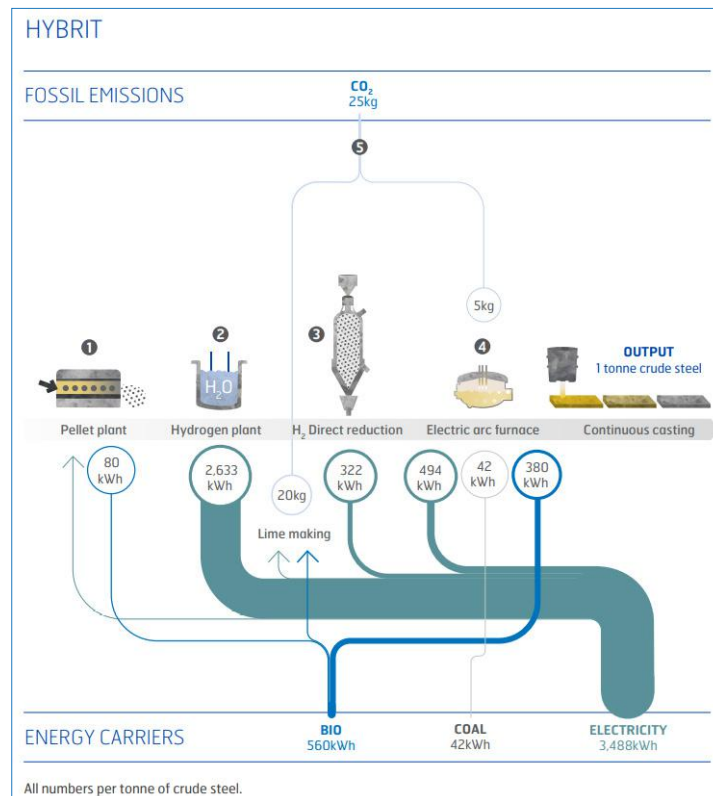 HYBRIT
FOSSIL EMISSIONS
CO₂
25kg
5
5kg
1
2
3
4
H₂O
OUTPUT
1 tonne crude steel
Pellet plant
Hydrogen plant
H₂ Direct reduction
Electric arc furnace
Continuous casting
80
kWh
2,633
kWh
20kg
322
kWh
494
kWh
42
kWh
380
kWh
Lime making
ENERGY CARRIERS
BIO
560kWh
COAL
42kWh
ELECTRICITY
3,488kWh
All numbers per tonne of crude steel.